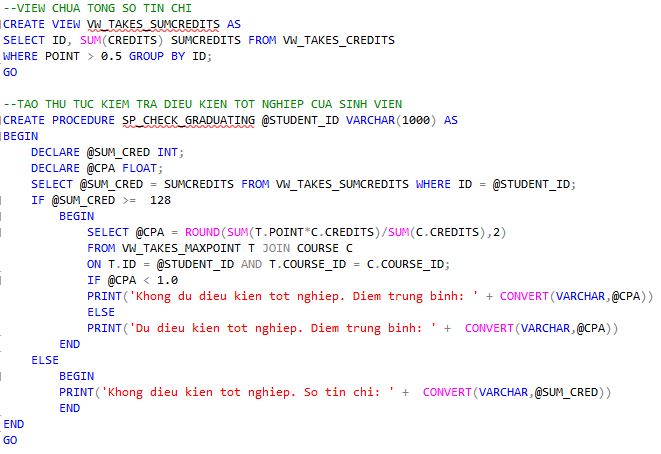 --VIEW CHUA TONG SO TIN CHI
CREATE VIEW VW_TAKES_SUMCREDITS AS
SELECT ID, SUM(CREDITS) SUMCREDITS FROM VW_TAKES_CREDITS
WHERE POINT > 0.5 GROUP BY ID;
GO
--TAO THU TUC KIEM TRA DIEU KIEN TOT NGHIEP CUA SINH VIEN
CREATE PROCEDURE SP_CHECK_GRADUATING @STUDENT_ID VARCHAR(1000) AS
BEGIN
DECLARE @SUM_CRED INT;
DECLARE @CPA FLOAT;
SELECT @SUM_CRED = SUMCREDITS FROM VW_TAKES_SUMCREDITS WHERE ID = @STUDENT_ID;
IF @SUM_CRED >= 128
BEGIN
SELECT @CPA = ROUND(SUM(T.POINT*C.CREDITS)/SUM(C.CREDITS),2)
FROM VW_TAKES_MAXPOINT T JOIN COURSE C
ON T.ID = @STUDENT_ID AND T.COURSE_ID = C.COURSE_ID;
IF @CPA < 1.0
PRINT('Khong du dieu kien tot nghiep. Diem trung binh: ' + CONVERT(VARCHAR,@CPA))
ELSE
PRINT('Du dieu kien tot nghiep. Diem trung binh: ' + CONVERT(VARCHAR,@CPA))
END
ELSE
BEGIN
PRINT('Khong dieu kien tot nghiep. So tin chi: ' + CONVERT(VARCHAR,@SUM_CRED))
END
END
GO